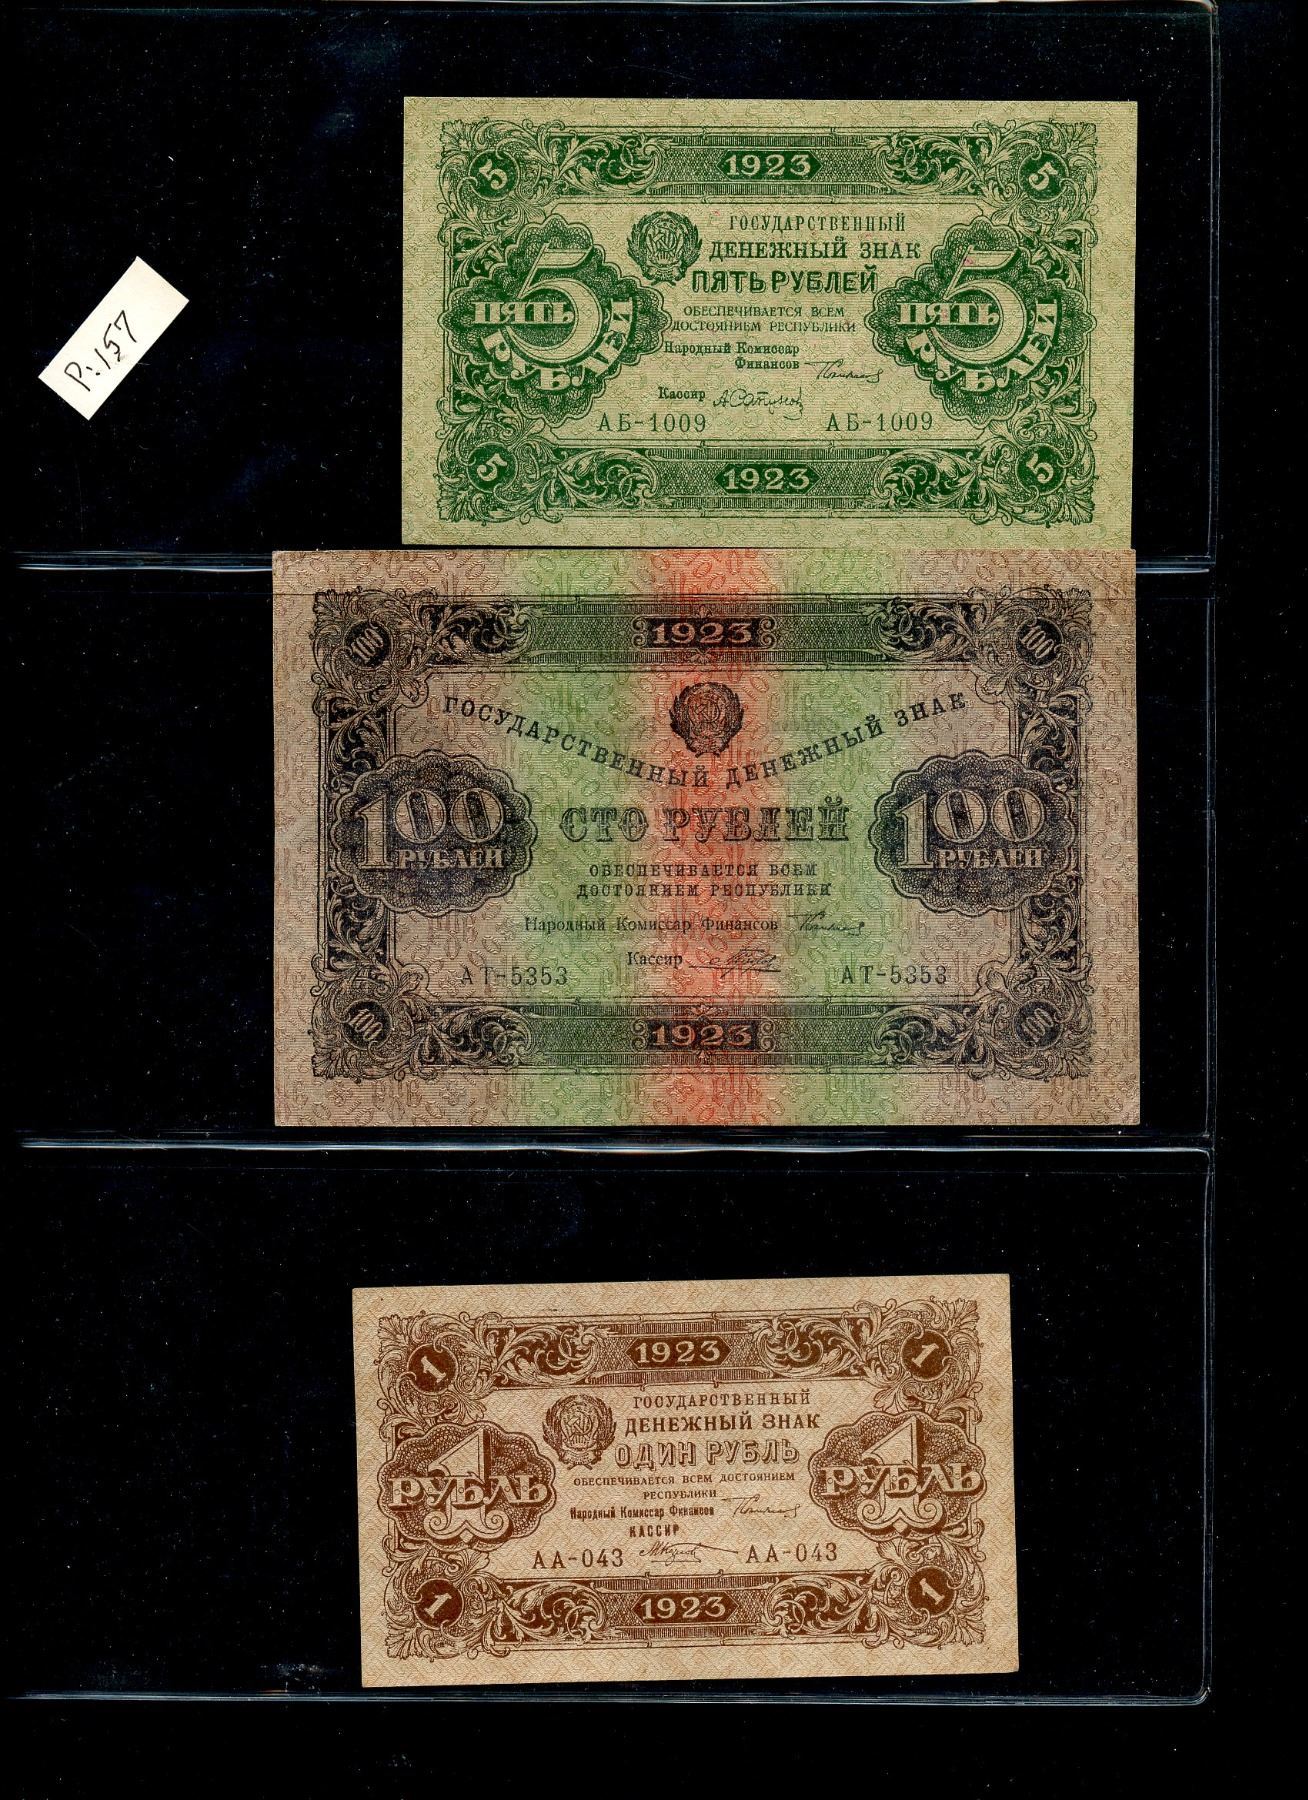 P:157
5 1923 5
ГОСУДАРСТВЕННЫЙ
ДЕНЕЖНЫЙ ЗНАК
ПЯТЬ РУБЛЕЙ
5 ПЯТЬ РУБЛЕЙ
5 ПЯТЬ РУБЛЕЙ
ОБЕСПЕЧИВАЕТСЯ ВСЕМ
ДОСТОЯНИЕМ РЕСПУБЛИКИ
Народный Комиссар
Финансов
Кассир
АБ-1009 АБ-1009
5 1923 5
100 1923 100
ГОСУДАРСТВЕННЫЙ ДЕНЕЖНЫЙ ЗНАК
СТО РУБЛЕЙ
100 РУБЛЕЙ
100 РУБЛЕЙ
ОБЕСПЕЧИВАЕТСЯ ВСЕМ
ДОСТОЯНИЕМ РЕСПУБЛИКИ
Народный Комиссар Финансов
Кассир
АТ-5353 АТ-5353
100 1923 100
1 1923 1
ГОСУДАРСТВЕННЫЙ
ДЕНЕЖНЫЙ ЗНАК
ОДИН РУБЛЬ
1 РУБЛЬ
1 РУБЛЬ
ОБЕСПЕЧИВАЕТСЯ ВСЕМ ДОСТОЯНИЕМ
РЕСПУБЛИКИ
Народный Комиссар Финансов
КАССИР
АА-043 АА-043
1 1923 1